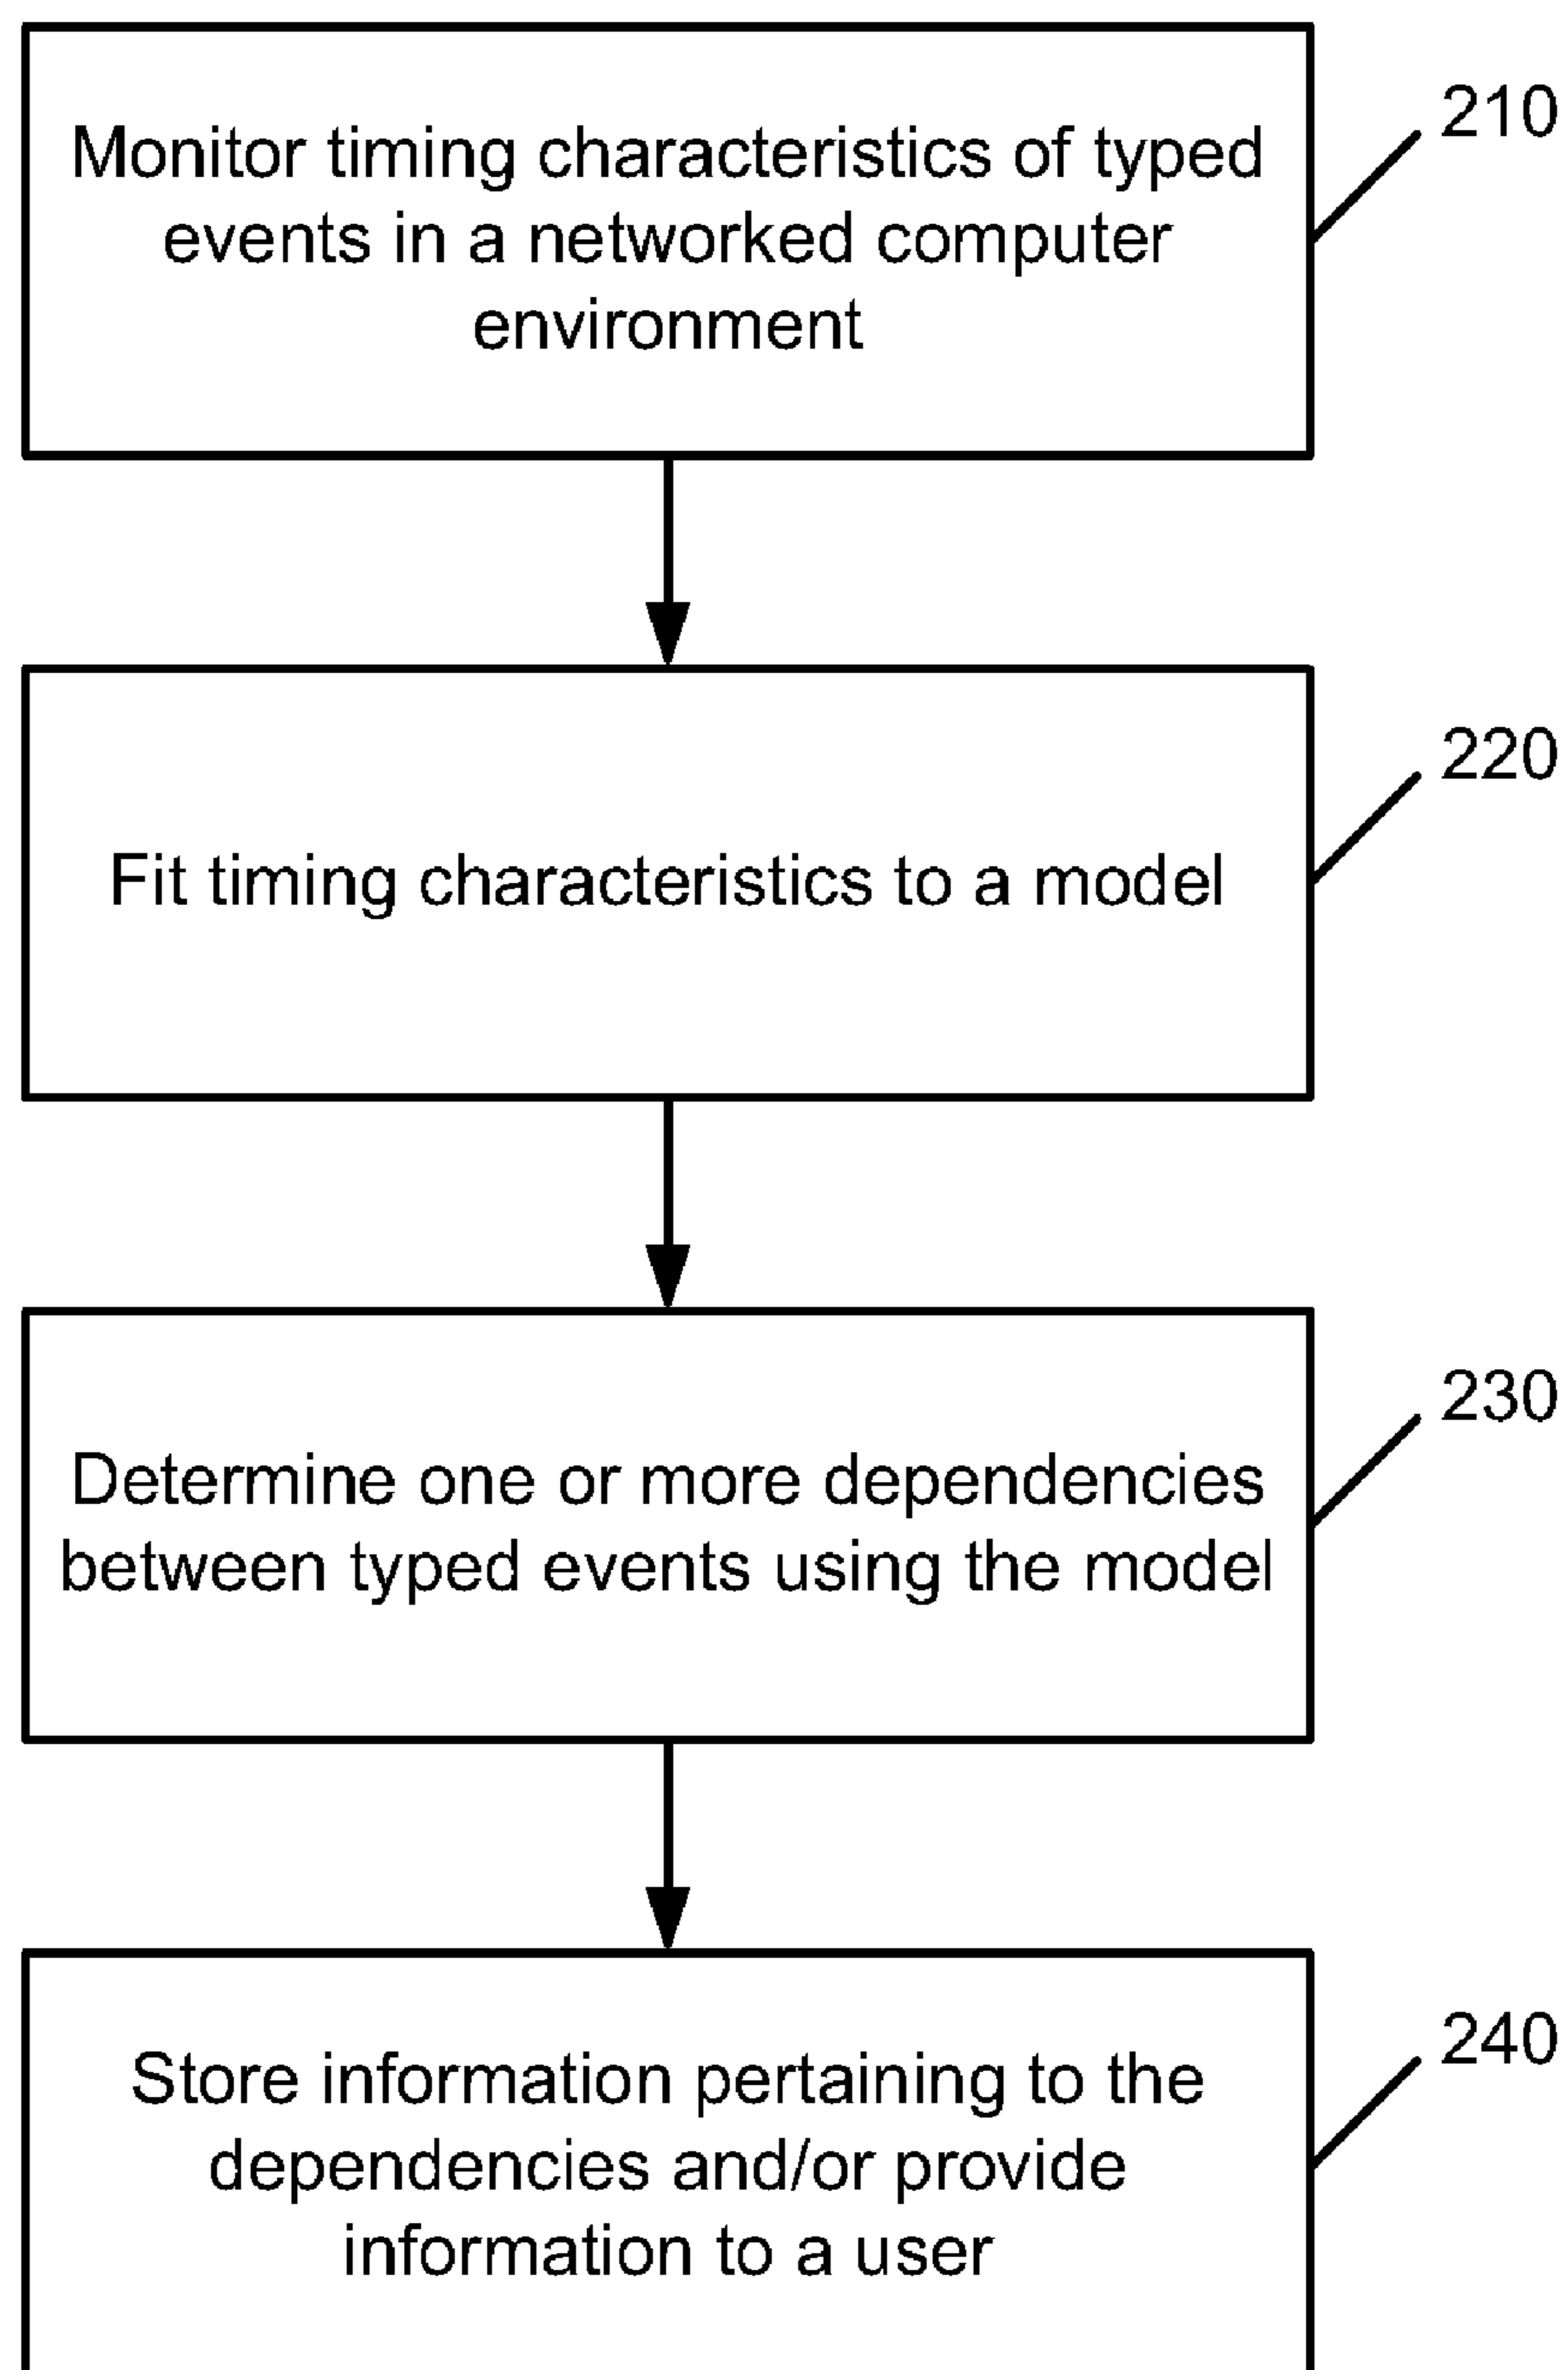 210
Monitor timing characteristics of typed
events in a networked computer
environment
220
Fit timing characteristics to a model
230
Determine one or more dependencies
between typed events using the model
240
Store information pertaining to the
dependencies and/or provide
information to a user